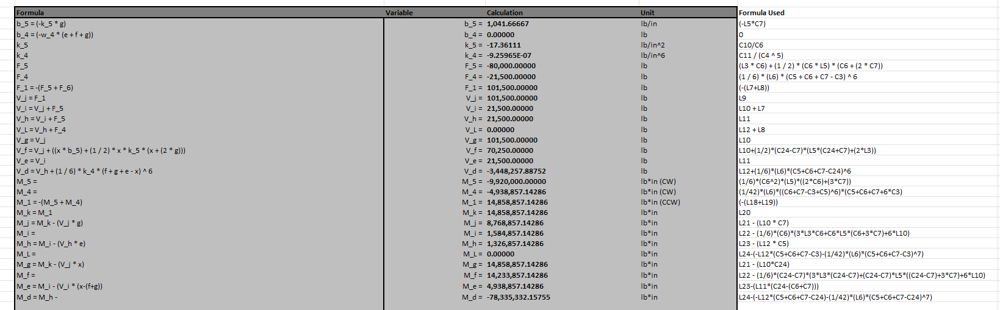 Formula Variable Calculation Unit Formula Used
b_5 = (-k_5 * g) b_5 = 1,041.66667 lb/in (-L5*C7)
b_4 = (-w_4 * (e + f + g)) b_4 = 0.00000 lb 0
k_5 k_5 = -17.36111 lb/in^2 C10/C6
k_4 k_4 = -9.25965E-07 lb/in^6 C11 / (C4 ^ 5)
F_5 F_5 = -80,000.00000 lb (L3 * C6) + (1 / 2) * (C6 * L5) * (C6 + (2 * C7))
F_4 F_4 = -21,500.00000 lb (1 / 6) * (L6) * (C5 + C6 + C7 - C3) ^ 6
F_1 = -(F_5 + F_6) F_1 = 101,500.00000 lb (-(L7+L8))
V_j = F_1 V_j = 101,500.00000 lb L9
V_i = V_j + F_5 V_i = 21,500.00000 lb L10 + L7
V_h = V_i + F_5 V_h = 21,500.00000 lb L11
V_L = V_h + F_4 V_L = 0.00000 lb L12 + L8
V_g = V_j V_g = 101,500.00000 lb L10
V_f = V_j + ((x * b_5) + (1 / 2) * x * k_5 * (x + (2 * g))) V_f = 70,250.00000 lb L10+(1/2)*(C24-C7)*(L5*(C24+C7)+(2*L3))
V_e = V_i V_e = 21,500.00000 lb L11
V_d = V_h + (1 / 6) * k_4 * (f + g + e - x) ^ 6 V_d = -3,448,257.88752 lb L12+(1/6)*(L6)*(C5+C6+C7-C24)^6
M_5 = M_5 = -9,920,000.00000 lb*in (CW) (1/6)*(C6^2)*(L5)*((2*C6)+(3*C7))
M_4 = M_4 = -4,938,857.14286 lb*in (CW) (1/42)*(L6)*((C6+C7-C3+C5)^6)*(C5+C6+C7+6*C3)
M_1 = -(M_5 + M_4) M_1 = 14,858,857.14286 lb*in (CCW) (-(L18+L19))
M_k = M_1 M_k = 14,858,857.14286 lb*in L20
M_j = M_k - (V_j * g) M_j = 8,768,857.14286 lb*in L21 - (L10 * C7)
M_i = M_i = 1,584,857.14286 lb*in L22 - (1/6)*(C6)*(3*L3*C6+C6*L5*(C6+3*C7)+6*L10)
M_h = M_i - (V_h * e) M_h = 1,326,857.14286 lb*in L23 - (L12 * C5)
M_L = M_L = 0.00000 lb*in L24-(-L12*(C5+C6+C7-C3)-(1/42)*(L6)*(C5+C6+C7-C3)^7)
M_g = M_k - (V_j * x) M_g = 14,858,857.14286 lb*in L21 - (L10*C24)
M_f = M_f = 14,233,857.14286 lb*in L22 - (1/6)*(C24-C7)*(3*L3*(C24-C7)+(C24-C7)*L5*((C24-C7)+3*C7)+6*L10)
M_e = M_i - (V_i * (x-(f+g)) M_e = 4,938,857.14286 lb*in L23-(L11*(C24-(C6+C7)))
M_d = M_h - M_d = -78,335,332.15755 lb*in L24-(-L12*(C5+C6+C7-C24)-(1/42)*(L6)*(C5+C6+C7-C24)^7)